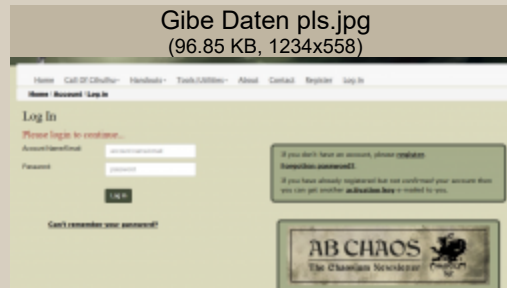 Gibe Daten pls.jpg
(96.85 KB, 1234x558)
Home Call Of Cthulhu Handouts Tools/Utilities About Contact Register Log In
Home Account Log in
Log In
Please login to continue...
Account Name/Email:
Password: password
Log In
If you don't have an account, please register.
Forgotten password?.
If you have already registered but not confirmed your account then
you can get another activation key e-mailed to you.
Can't remember your password?
AB CHAOS
The Chaosium Newsletter